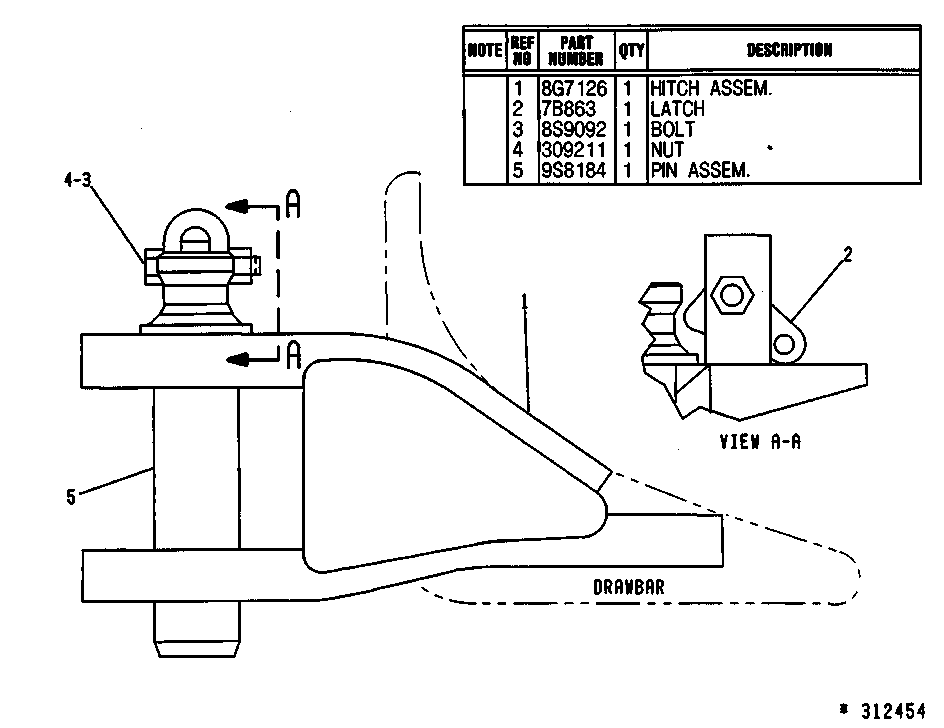 NOTE REF NO PART NUMBER QTY DESCRIPTION
1 8G7126 1 HITCH ASSEM.
2 7B863 1 LATCH
3 8S9092 1 BOLT
4 309211 1 NUT
5 9S8184 1 PIN ASSEM.
4-3
A
2
1
A
VIEW A-A
5
DRAWBAR
* 312454